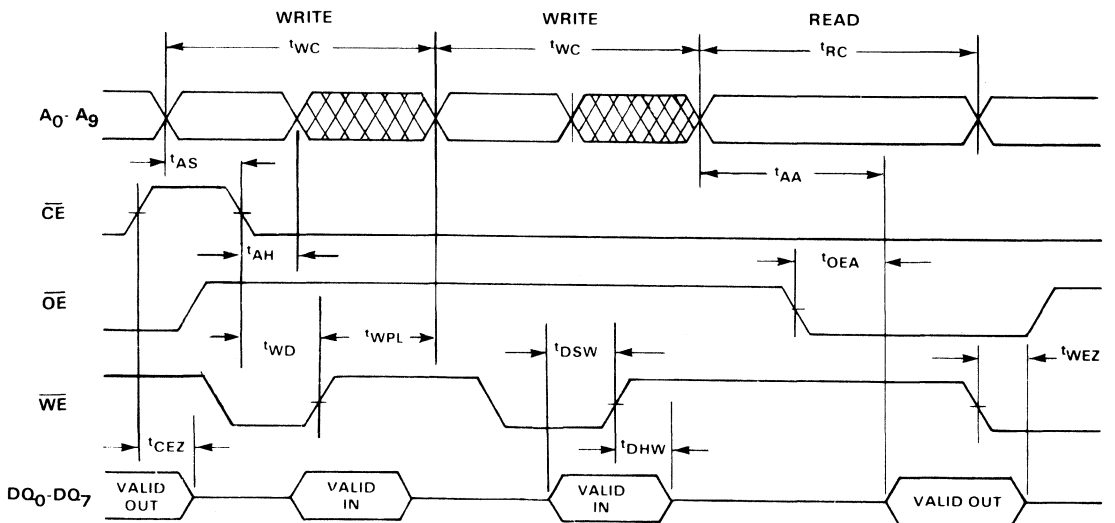 WRITE WRITE READ
tWC tWC tRC
A0-A9
tAS
tAA
CE
tAH
tOEA
OE
tWD tWPL tDSW tWEZ
WE
tCEZ tDHW
DQ0-DQ7 VALID OUT VALID IN VALID IN VALID OUT